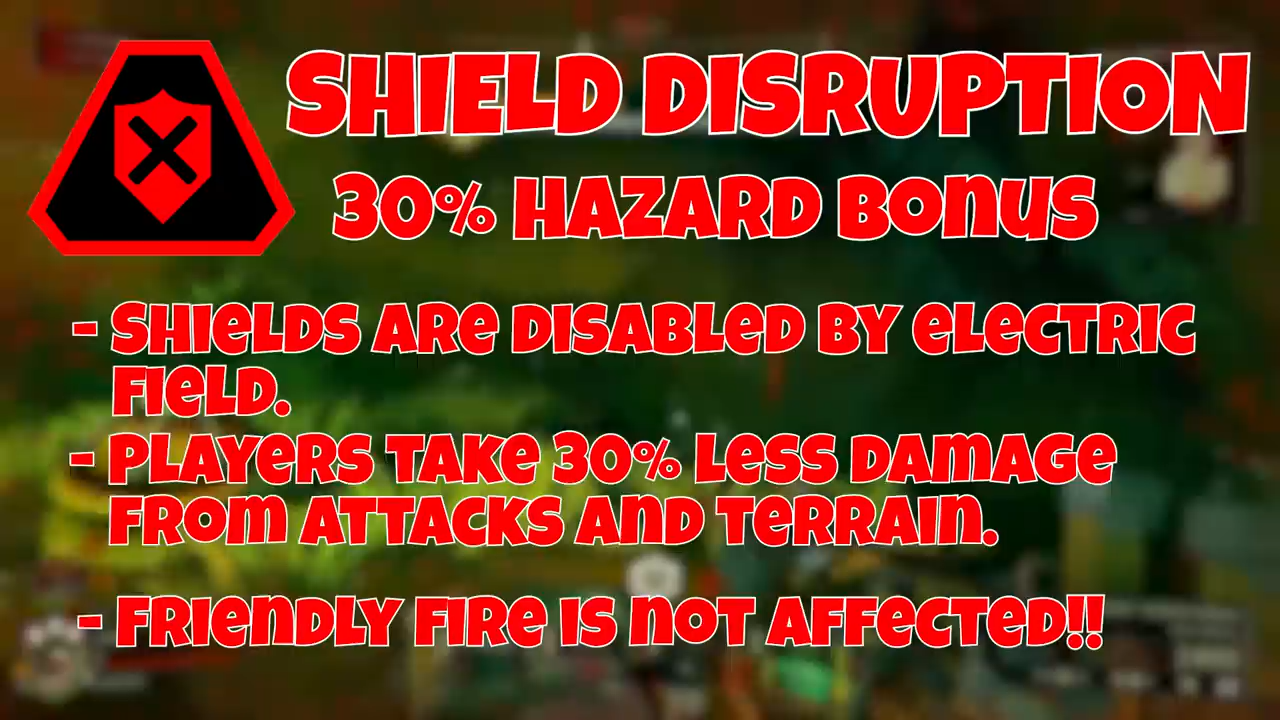 SHIELD DISRUPTION
30% HAZARD BONUS
- SHIELDS ARE DISABLED BY ELECTRIC
FIELD.
- PLAYERS TAKE 30% LESS DAMAGE
FROM ATTACKS AND TERRAIN.
- FRIENDLY FIRE IS NOT AFFECTED!!